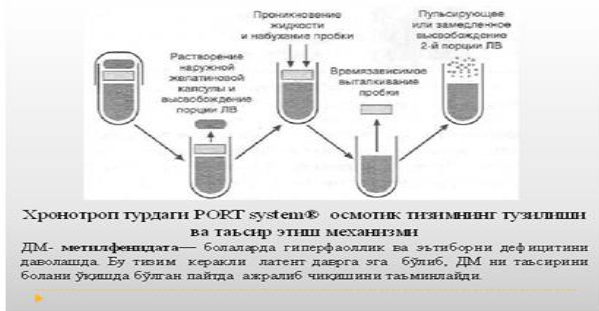 Проникновение
жидкости
и набухание пробки
Пульсирующее
или замедленное
высвобождение
2-й порции ЛВ
Растворение
наружной
желатиновой
капсулы и
высвобождение
порции ЛВ
Времязависимое
выталкивание
пробки
Хронотроп турдаги PORT system® осмотик тизимнинг тузилиши
ва таъсир этиш механизми
ДМ- метилфенидата— болаларда гиперфаоллик ва эътиборни дефицитини
даволашда. Бу тизим керакли латент даврга эга бўлиб, ДМ ни таъсирини
болани ўқишда бўлган пайтда ажралиб чиқишини таъминлайди.